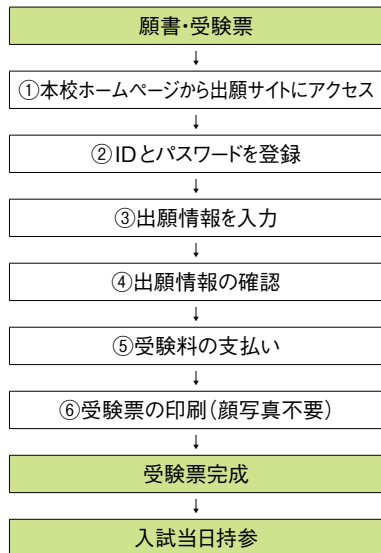 願書・受験票
↓
①本校ホームページから出願サイトにアクセス
↓
②IDとパスワードを登録
↓
③出願情報を入力
↓
④出願情報の確認
↓
⑤受験料の支払い
↓
⑥受験票の印刷(顔写真不要)
↓
受験票完成
↓
入試当日持参